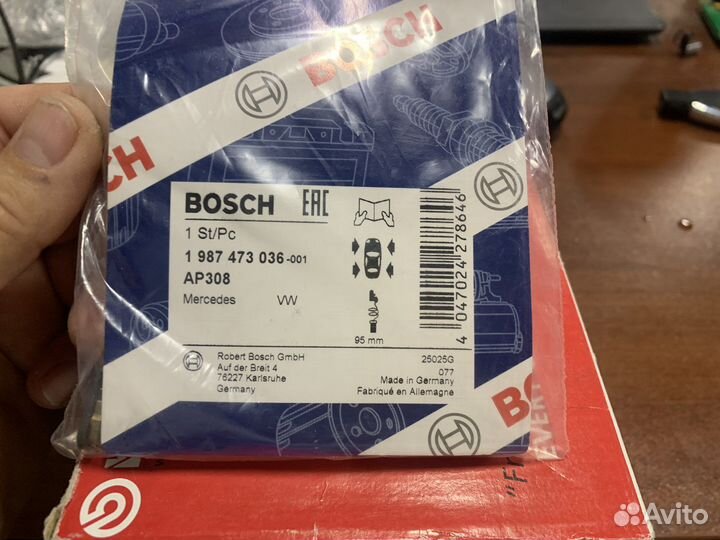 BOSCH
BOSCH
BOSCH EAC
1 St/Pc
1 987 473 036-001
AP308
Mercedes VW
95 mm
4 047024 278646
Robert Bosch GmbH
Auf der Breit 4
76227 Karlsruhe
Germany
25025G
077
Made in Germany
Fabriqué en Allemagne
BO
Avito